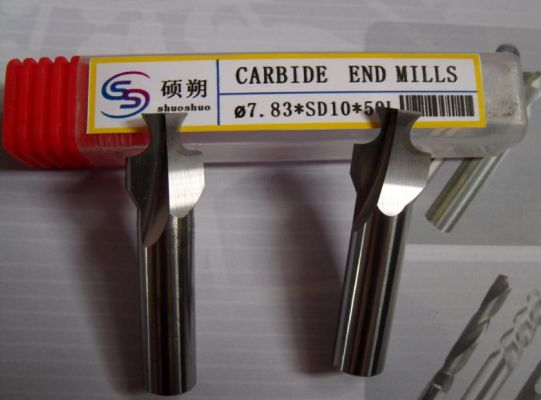 硕朔 CARBIDE END MILLS
shuoshuo ø7.83*SD10*50L